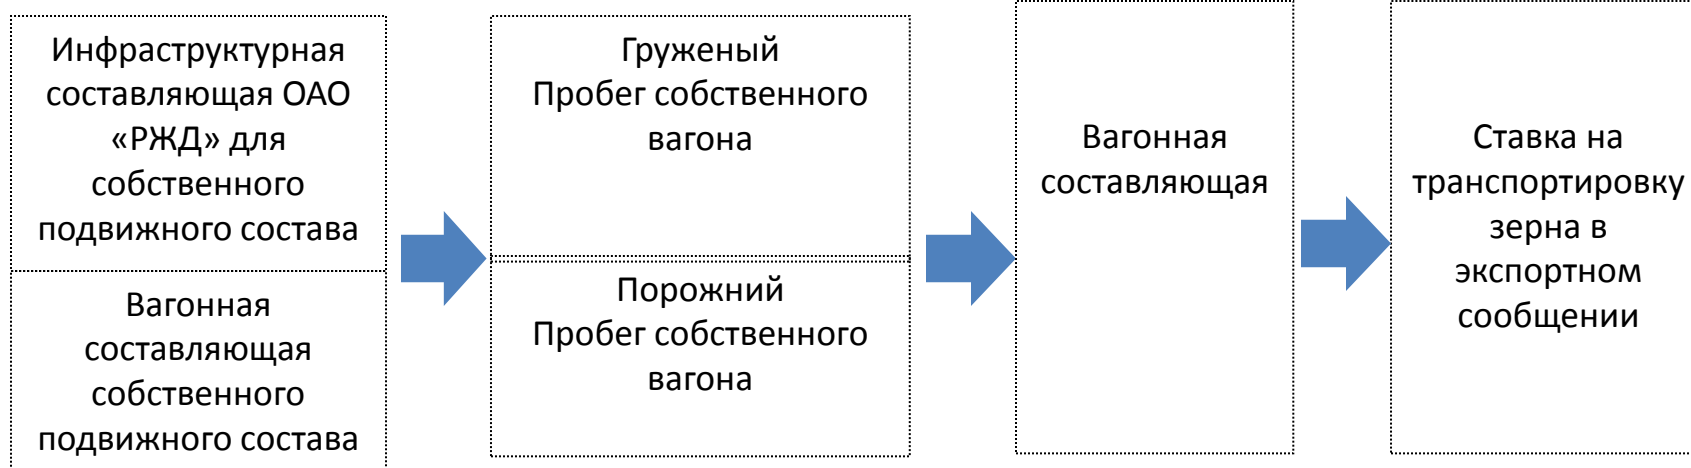 Инфраструктурная
составляющая ОАО
«РЖД» для
собственного
подвижного состава
Вагонная
составляющая
собственного
подвижного состава
Груженый
Пробег собственного
вагона
Порожний
Пробег собственного
вагона
Вагонная
составляющая
Ставка на
транспортировку
зерна в
экспортном
сообщении